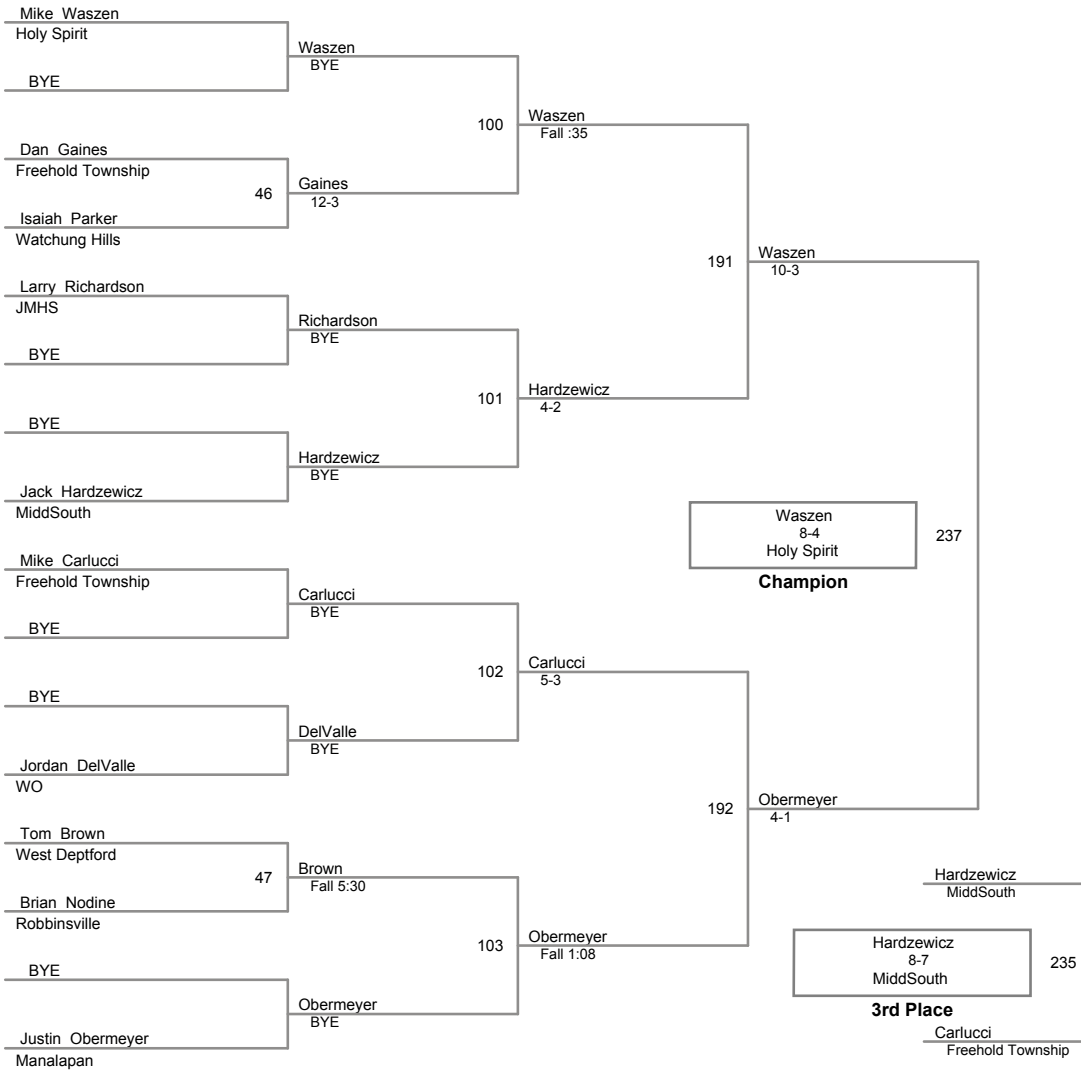 Mike Waszen
Holy Spirit
Waszen
BYE
BYE
100
Waszen
Fall :35
Dan Gaines
Freehold Township
46
Gaines
12-3
Isaiah Parker
Watchung Hills
191
Waszen
10-3
Larry Richardson
JMHS
Richardson
BYE
BYE
101
Hardzewicz
4-2
BYE
Hardzewicz
BYE
Jack Hardzewicz
MiddSouth
Waszen
8-4
Holy Spirit
237
Champion
Mike Carlucci
Freehold Township
Carlucci
BYE
BYE
102
Carlucci
5-3
BYE
DelValle
BYE
Jordan DelValle
WO
192
Obermeyer
4-1
Tom Brown
West Deptford
47
Brown
Fall 5:30
Brian Nodine
Robbinsville
103
Obermeyer
Fall 1:08
BYE
Obermeyer
BYE
Justin Obermeyer
Manalapan
Hardzewicz
MiddSouth
Hardzewicz
8-7
MiddSouth
235
3rd Place
Carlucci
Freehold Township